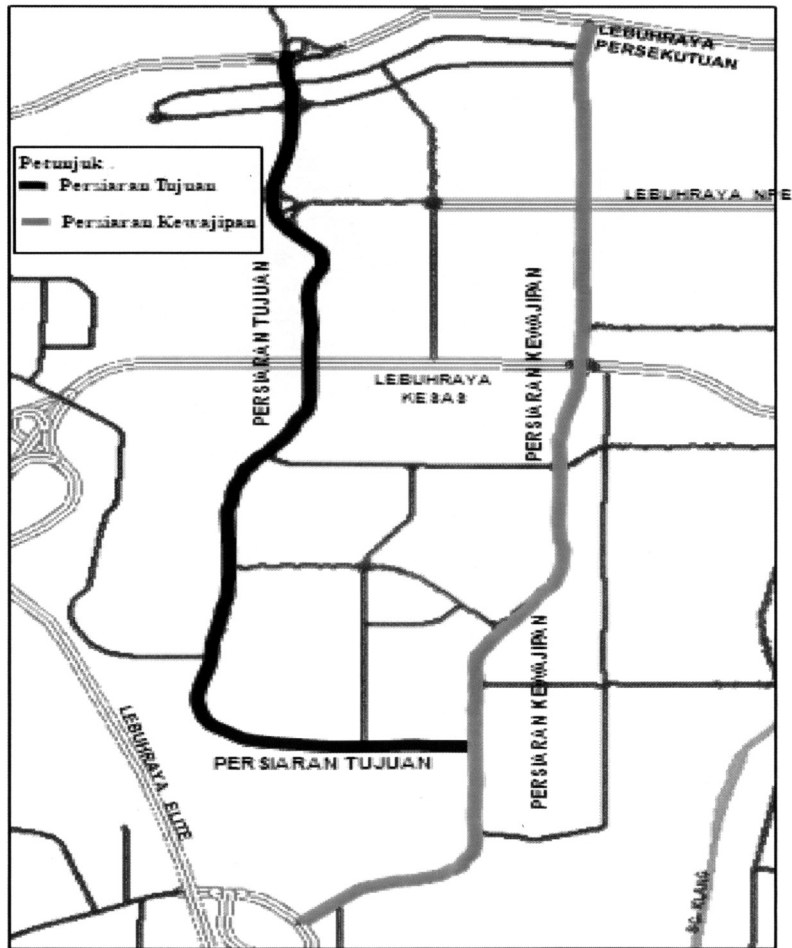 LEBUHRAYA
PERSEKUTUAN
Petunjuk
Persiaran Tujuan
Persiaran Kewajipan
LEBUHRAYA NPE
PERSIARAN TUJUAN
PERSIARAN KEWAJIPAN
LEBUHRAYA
KESAS
PERSIARAN KEWAJIPAN
LEBUHRAYA ELITE
PERSIARAN TUJUAN
SG. KLANG